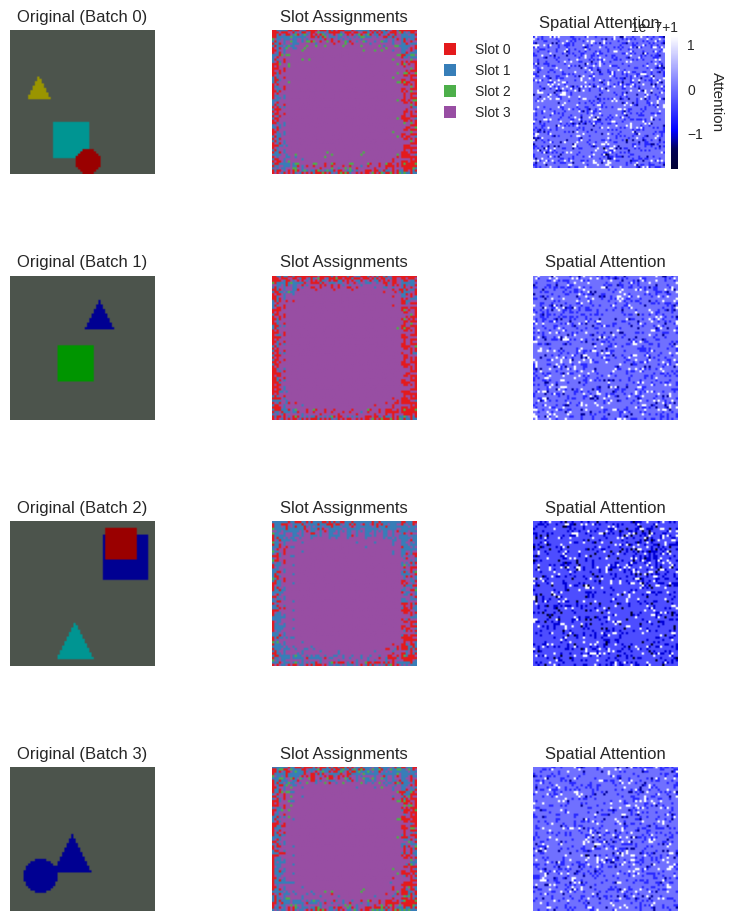 Original (Batch 0)
Slot Assignments
Spatial Attention
1e−7+1
Slot 0
Slot 1
Slot 2
Slot 3
1
0
−1
Attention
Original (Batch 1)
Slot Assignments
Spatial Attention
Original (Batch 2)
Slot Assignments
Spatial Attention
Original (Batch 3)
Slot Assignments
Spatial Attention